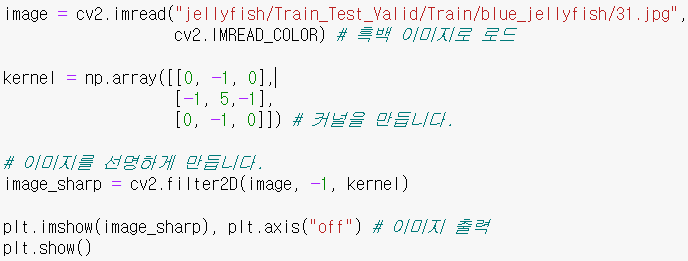 image = cv2.imread("jellyfish/Train_Test_Valid/Train/blue_jellyfish/31.jpg",
                   cv2.IMREAD_COLOR) # 흑백 이미지로 로드

kernel = np.array([[0, -1, 0],
                   [-1, 5,-1],
                   [0, -1, 0]]) # 커널을 만듭니다.

# 이미지를 선명하게 만듭니다.
image_sharp = cv2.filter2D(image, -1, kernel)

plt.imshow(image_sharp), plt.axis("off") # 이미지 출력
plt.show()